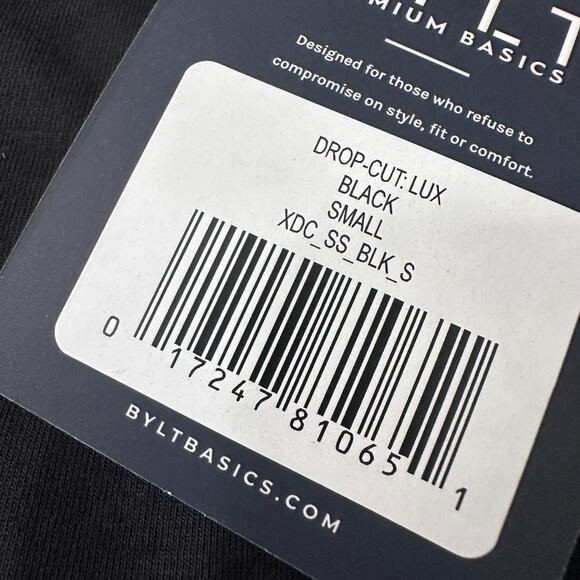 PREMIUM BASICS
Designed for those who refuse to
compromise on style, fit or comfort.
DROP-CUT: LUX
BLACK
SMALL
XDC_SS_BLK_S
0 17247 81065 1
BYLTBASICS.COM